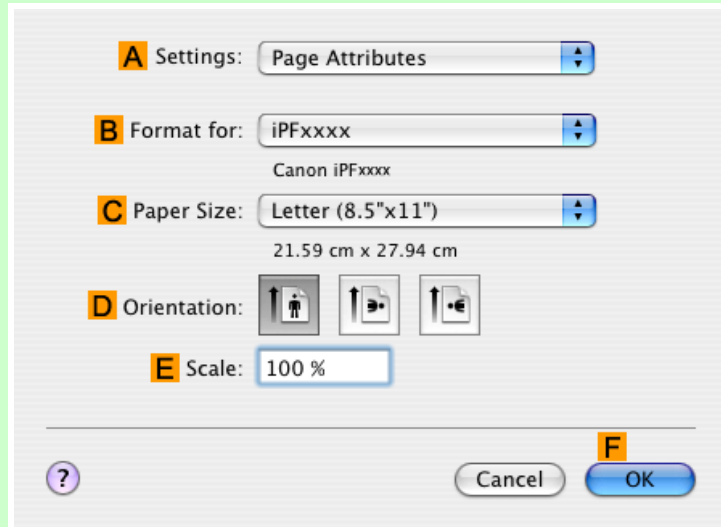 A Settings: Page Attributes
B Format for: iPFxxxx
Canon iPFxxxx
C Paper Size: Letter (8.5"x11")
21.59 cm x 27.94 cm
D Orientation:
E Scale: 100 %
F
? Cancel OK